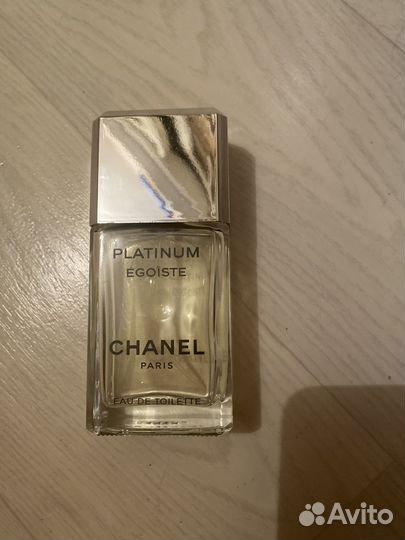 PLATINUM
ÉGOÏSTE
CHANEL
PARIS
EAU DE TOILETTE
Avito